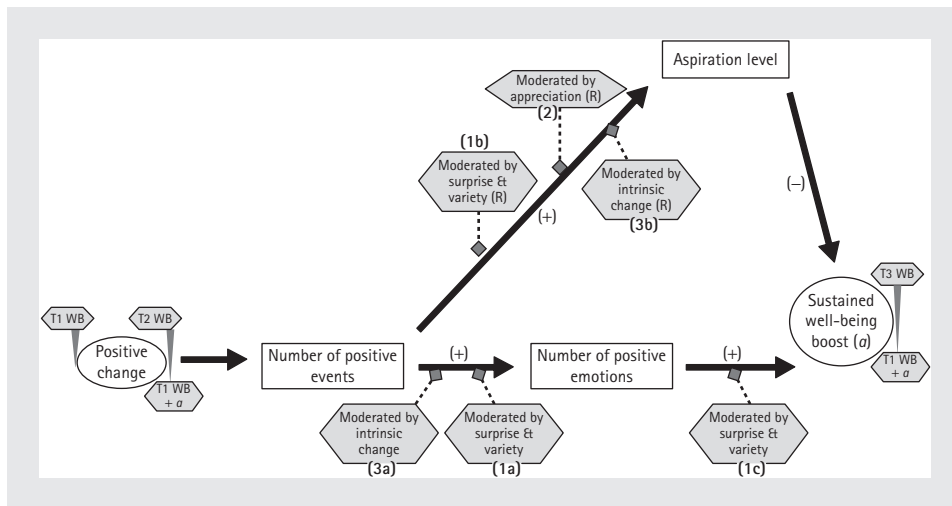 Aspiration level
Moderated by
appreciation (R)
(2)
(1b)
Moderated by
surprise &
variety (R)
Moderated by
intrinsic
change (R)
(3b)
(+)
(–)
T1 WB
T2 WB
Positive
change
T1 WB
+ a
Number of positive
events
(+)
Number of positive
emotions
(+)
Sustained
well-being
boost (a)
T3 WB
T1 WB
+ a
Moderated by
intrinsic
change
(3a)
Moderated by
surprise &
variety
(1a)
Moderated by
surprise &
variety
(1c)